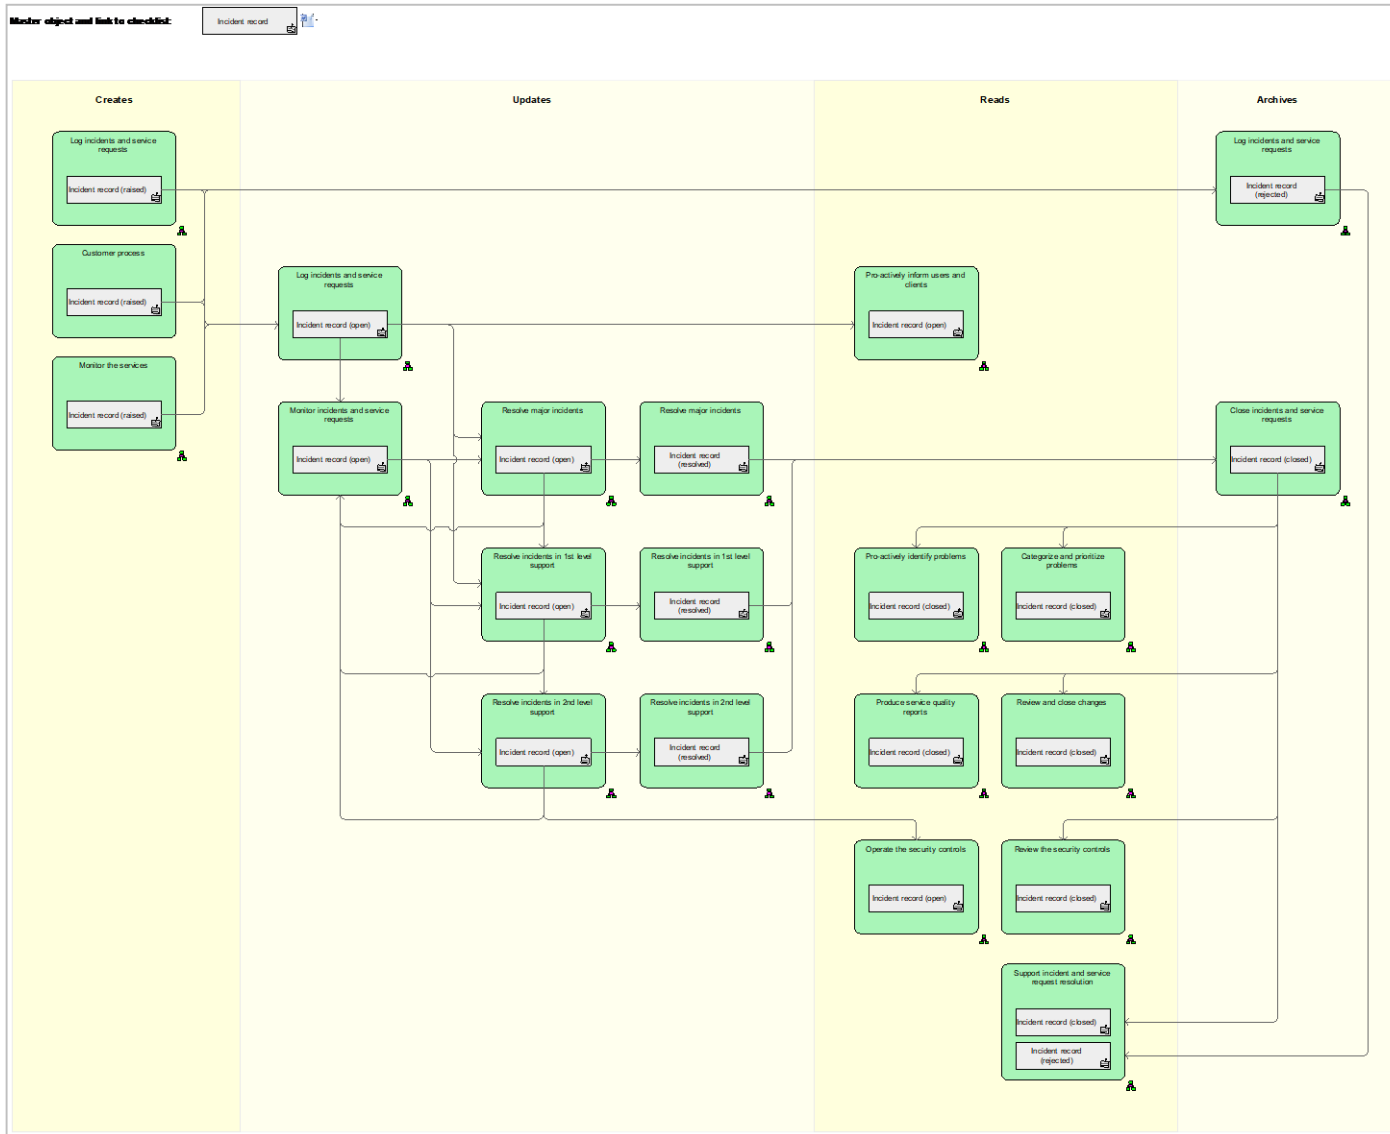 Master object and link to checklist:
Incident record
Creates
Updates
Reads
Archives
Log incidents and service
requests
Incident record (raised)
Log incidents and service
requests
Incident record
(rejected)
Customer process
Incident record (raised)
Log incidents and service
requests
Incident record (open)
Pro-actively inform users and
clients
Incident record (open)
Monitor the services
Incident record (raised)
Monitor incidents and service
requests
Incident record (open)
Resolve major incidents
Incident record (open)
Resolve major incidents
Incident record
(resolved)
Close incidents and service
requests
Incident record (closed)
Resolve incidents in 1st level
support
Incident record (open)
Resolve incidents in 1st level
support
Incident record
(resolved)
Pro-actively identify problems
Incident record (closed)
Categorize and prioritize
problems
Incident record (closed)
Resolve incidents in 2nd level
support
Incident record (open)
Resolve incidents in 2nd level
support
Incident record
(resolved)
Produce service quality
reports
Incident record (closed)
Review and close changes
Incident record (closed)
Operate the security controls
Incident record (open)
Review the security controls
Incident record (closed)
Support incident and service
request resolution
Incident record (closed)
Incident record
(rejected)